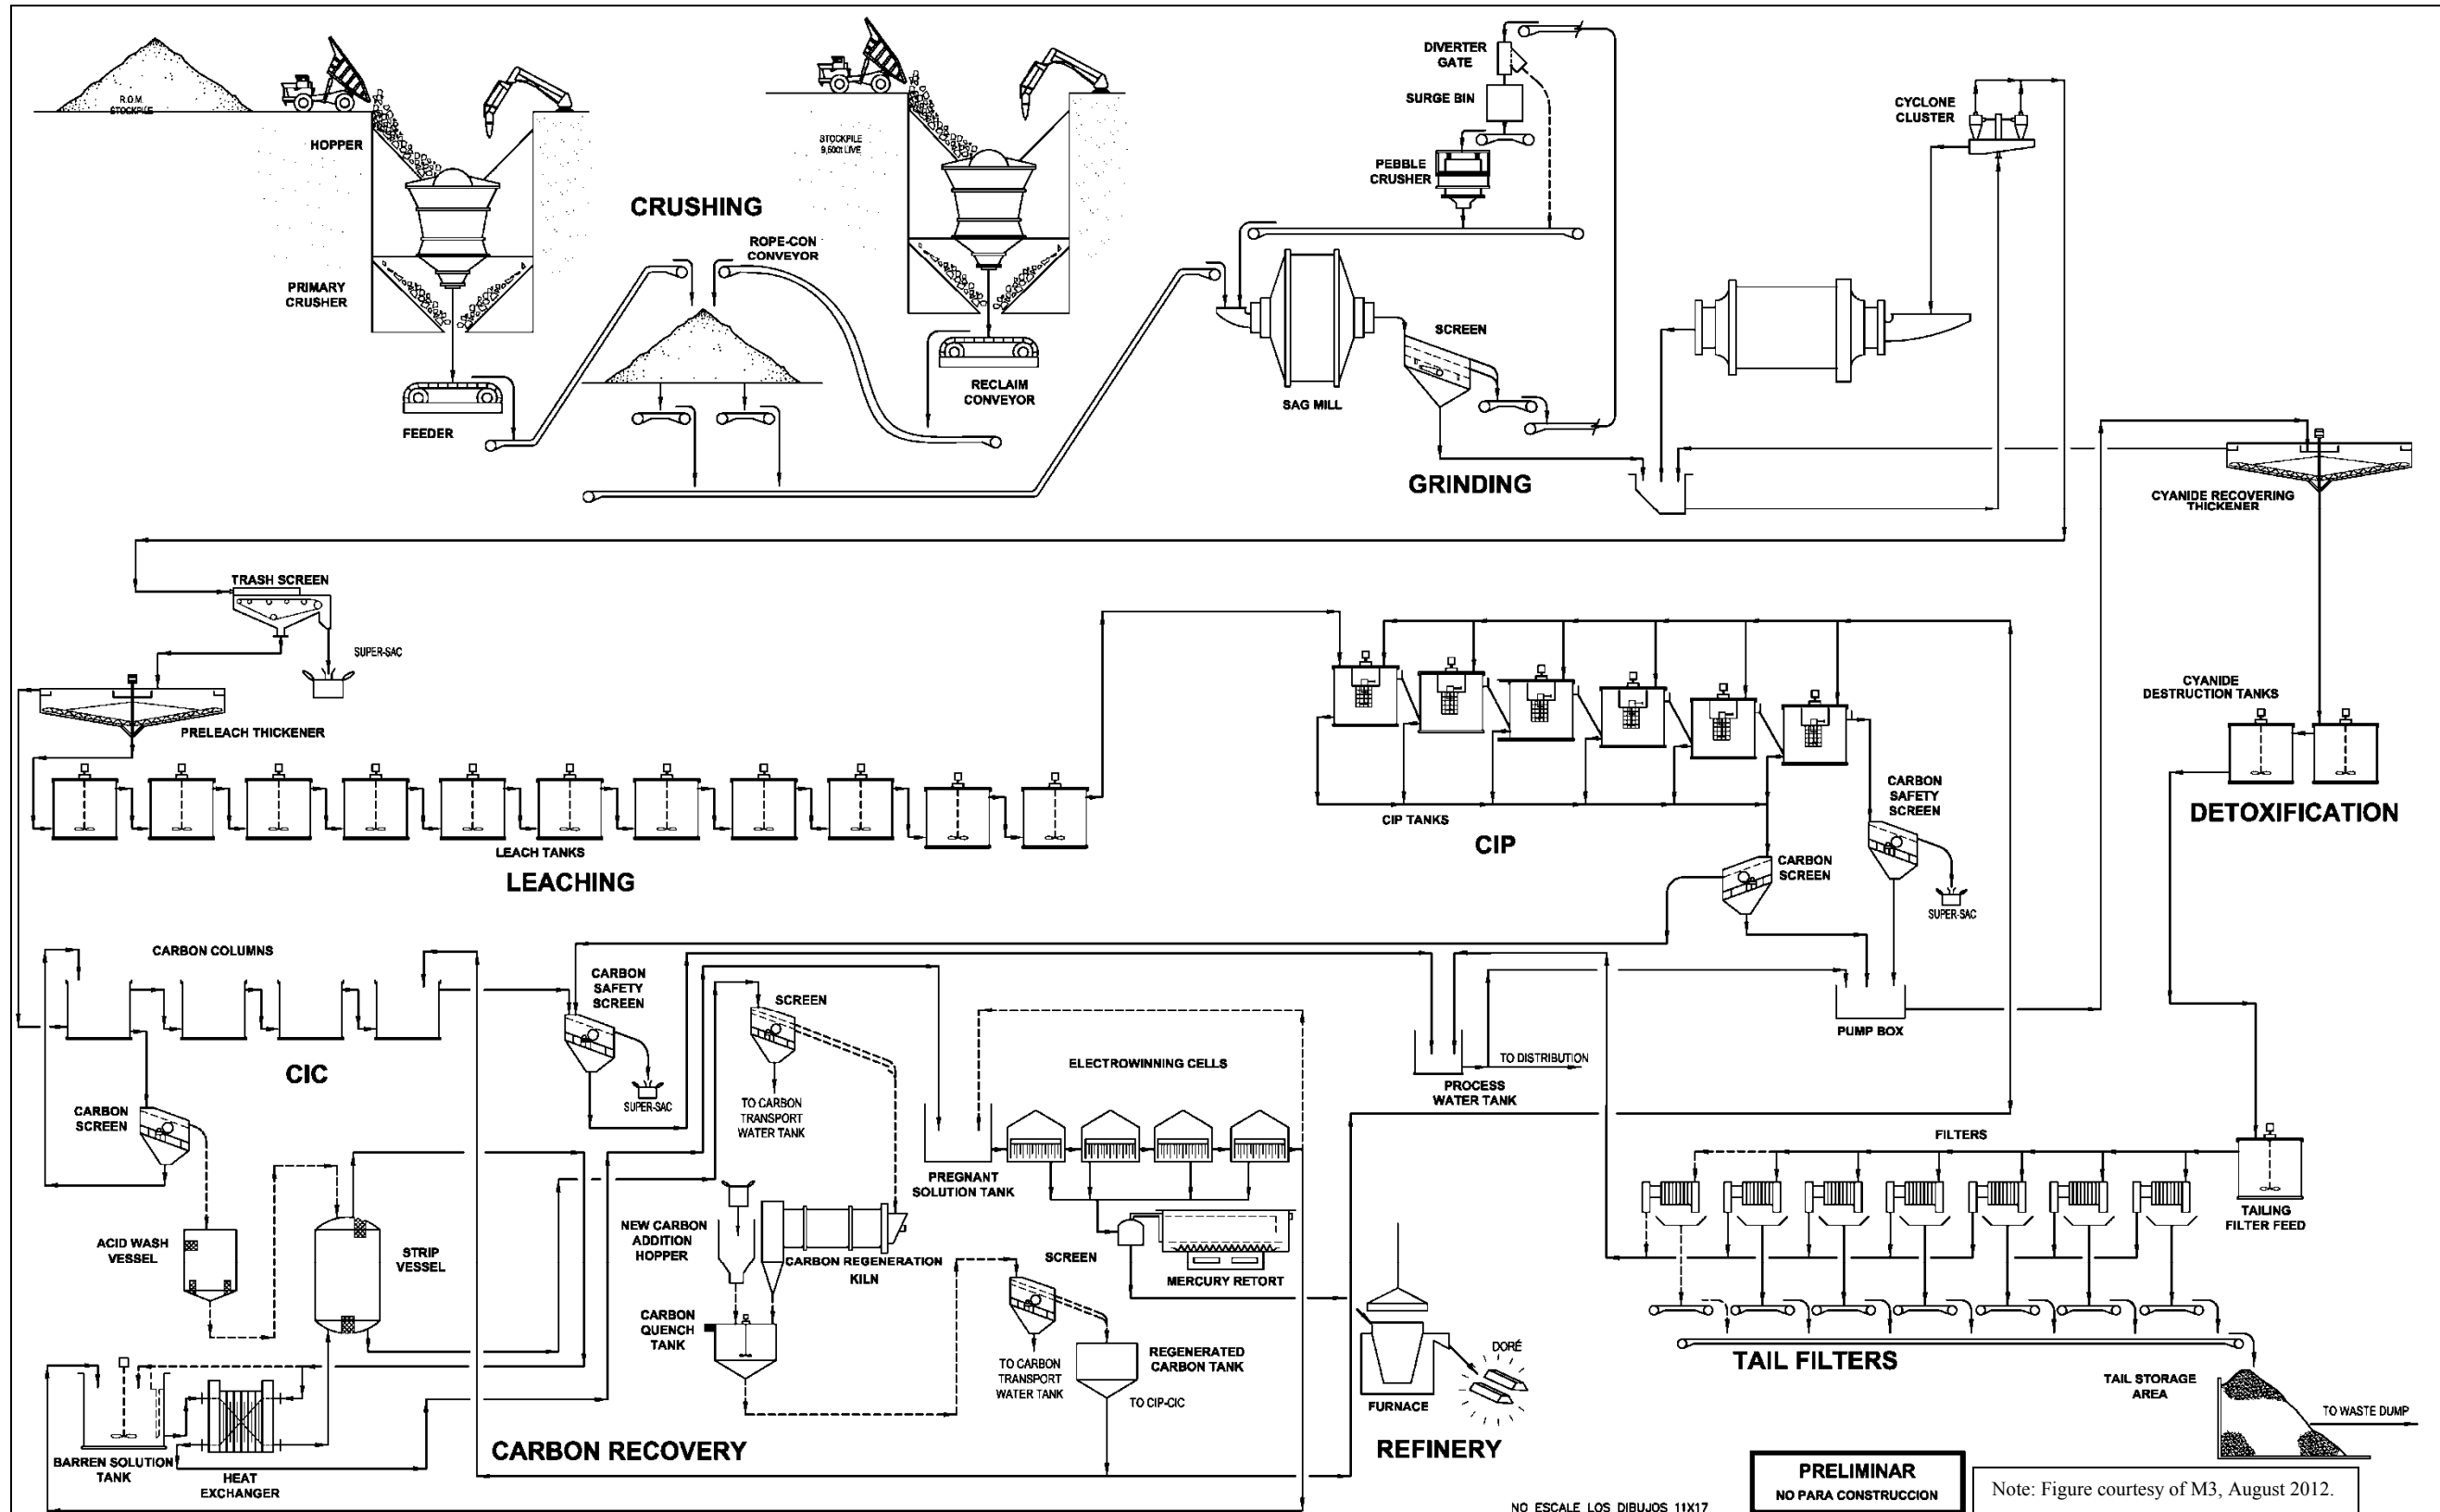 R.O.M.
STOCKPILE
HOPPER
PRIMARY
CRUSHER
FEEDER
CRUSHING
ROPE-CON
CONVEYOR
STOCKPILE
9,500t LIVE
RECLAIM
CONVEYOR
DIVERTER
GATE
SURGE BIN
PEBBLE
CRUSHER
SAG MILL
SCREEN
GRINDING
CYCLONE
CLUSTER
CYANIDE RECOVERING
THICKENER
TRASH SCREEN
SUPER-SAC
PRELEACH THICKENER
LEACH TANKS
LEACHING
CIP TANKS
CIP
CARBON
SAFETY
SCREEN
CARBON
SCREEN
SUPER-SAC
PUMP BOX
CYANIDE
DESTRUCTION TANKS
DETOXIFICATION
CARBON COLUMNS
CIC
CARBON
SCREEN
CARBON
SAFETY
SCREEN
SUPER-SAC
SCREEN
TO CARBON
TRANSPORT
WATER TANK
ELECTROWINNING CELLS
PREGNANT
SOLUTION TANK
PROCESS
WATER TANK
TO DISTRIBUTION
ACID WASH
VESSEL
STRIP
VESSEL
NEW CARBON
ADDITION
HOPPER
CARBON REGENERATION
KILN
CARBON
QUENCH
TANK
SCREEN
TO CARBON
TRANSPORT
WATER TANK
REGENERATED
CARBON TANK
TO CIP-CIC
MERCURY RETORT
BARREN SOLUTION
TANK
HEAT
EXCHANGER
CARBON RECOVERY
FURNACE
DORÉ
REFINERY
FILTERS
TAILING
FILTER FEED
TAIL FILTERS
TAIL STORAGE
AREA
TO WASTE DUMP
PRELIMINAR
NO PARA CONSTRUCCION
Note: Figure courtesy of M3, August 2012.
NO ESCALE LOS DIBUJOS 11X17